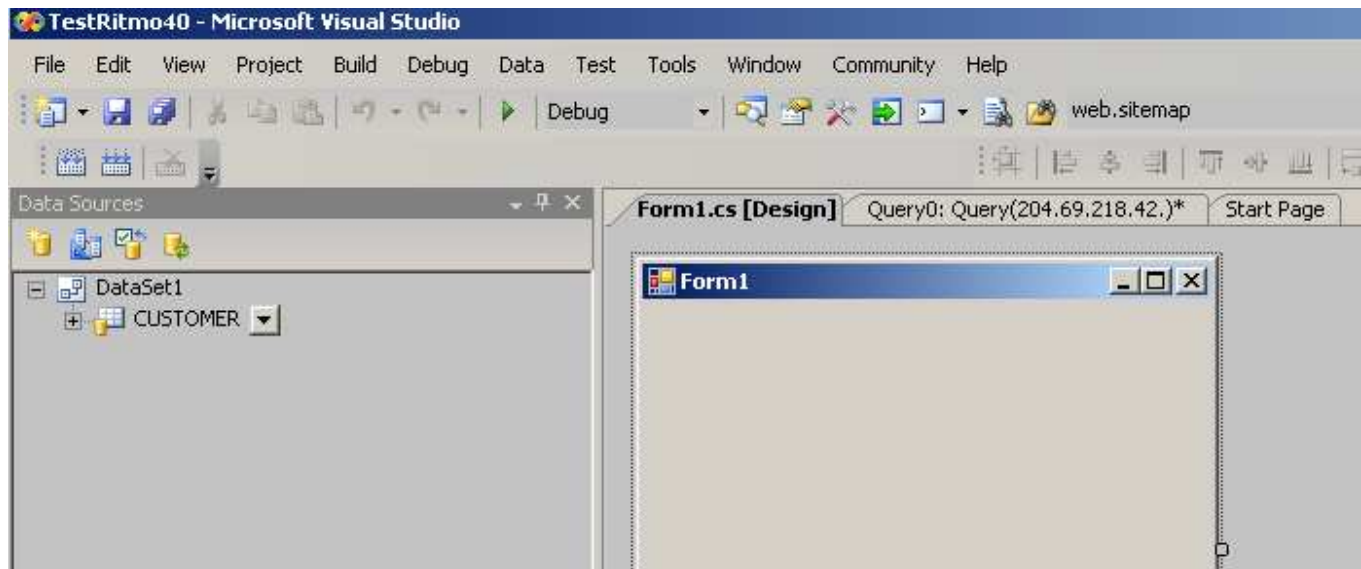 TestRitmo40 - Microsoft Visual Studio
File Edit View Project Build Debug Data Test Tools Window Community Help
Debug web.sitemap
Data Sources
Form1.cs [Design] Query0: Query(204.69.218.42.)* Start Page
DataSet1
CUSTOMER
Form1